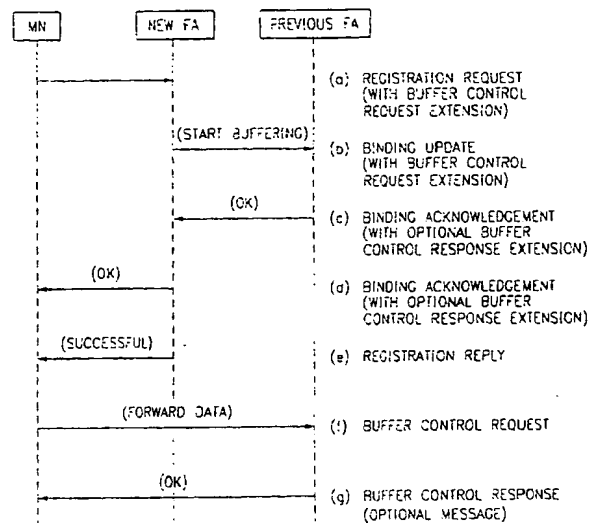 MN NEW FA PREVIOUS FA
(a) REGISTRATION REQUEST
(WITH BUFFER CONTROL
REQUEST EXTENSION)
(START BUFFERING)
(b) BINDING UPDATE
(WITH BUFFER CONTROL
REQUEST EXTENSION)
(OK)
(c) BINDING ACKNOWLEDGEMENT
(WITH OPTIONAL BUFFER
CONTROL RESPONSE EXTENSION)
(OK)
(d) BINDING ACKNOWLEDGEMENT
(WITH OPTIONAL BUFFER
CONTROL RESPONSE EXTENSION)
(SUCCESSFUL)
(e) REGISTRATION REPLY
(FORWARD DATA)
(f) BUFFER CONTROL REQUEST
(OK)
(g) BUFFER CONTROL RESPONSE
(OPTIONAL MESSAGE)